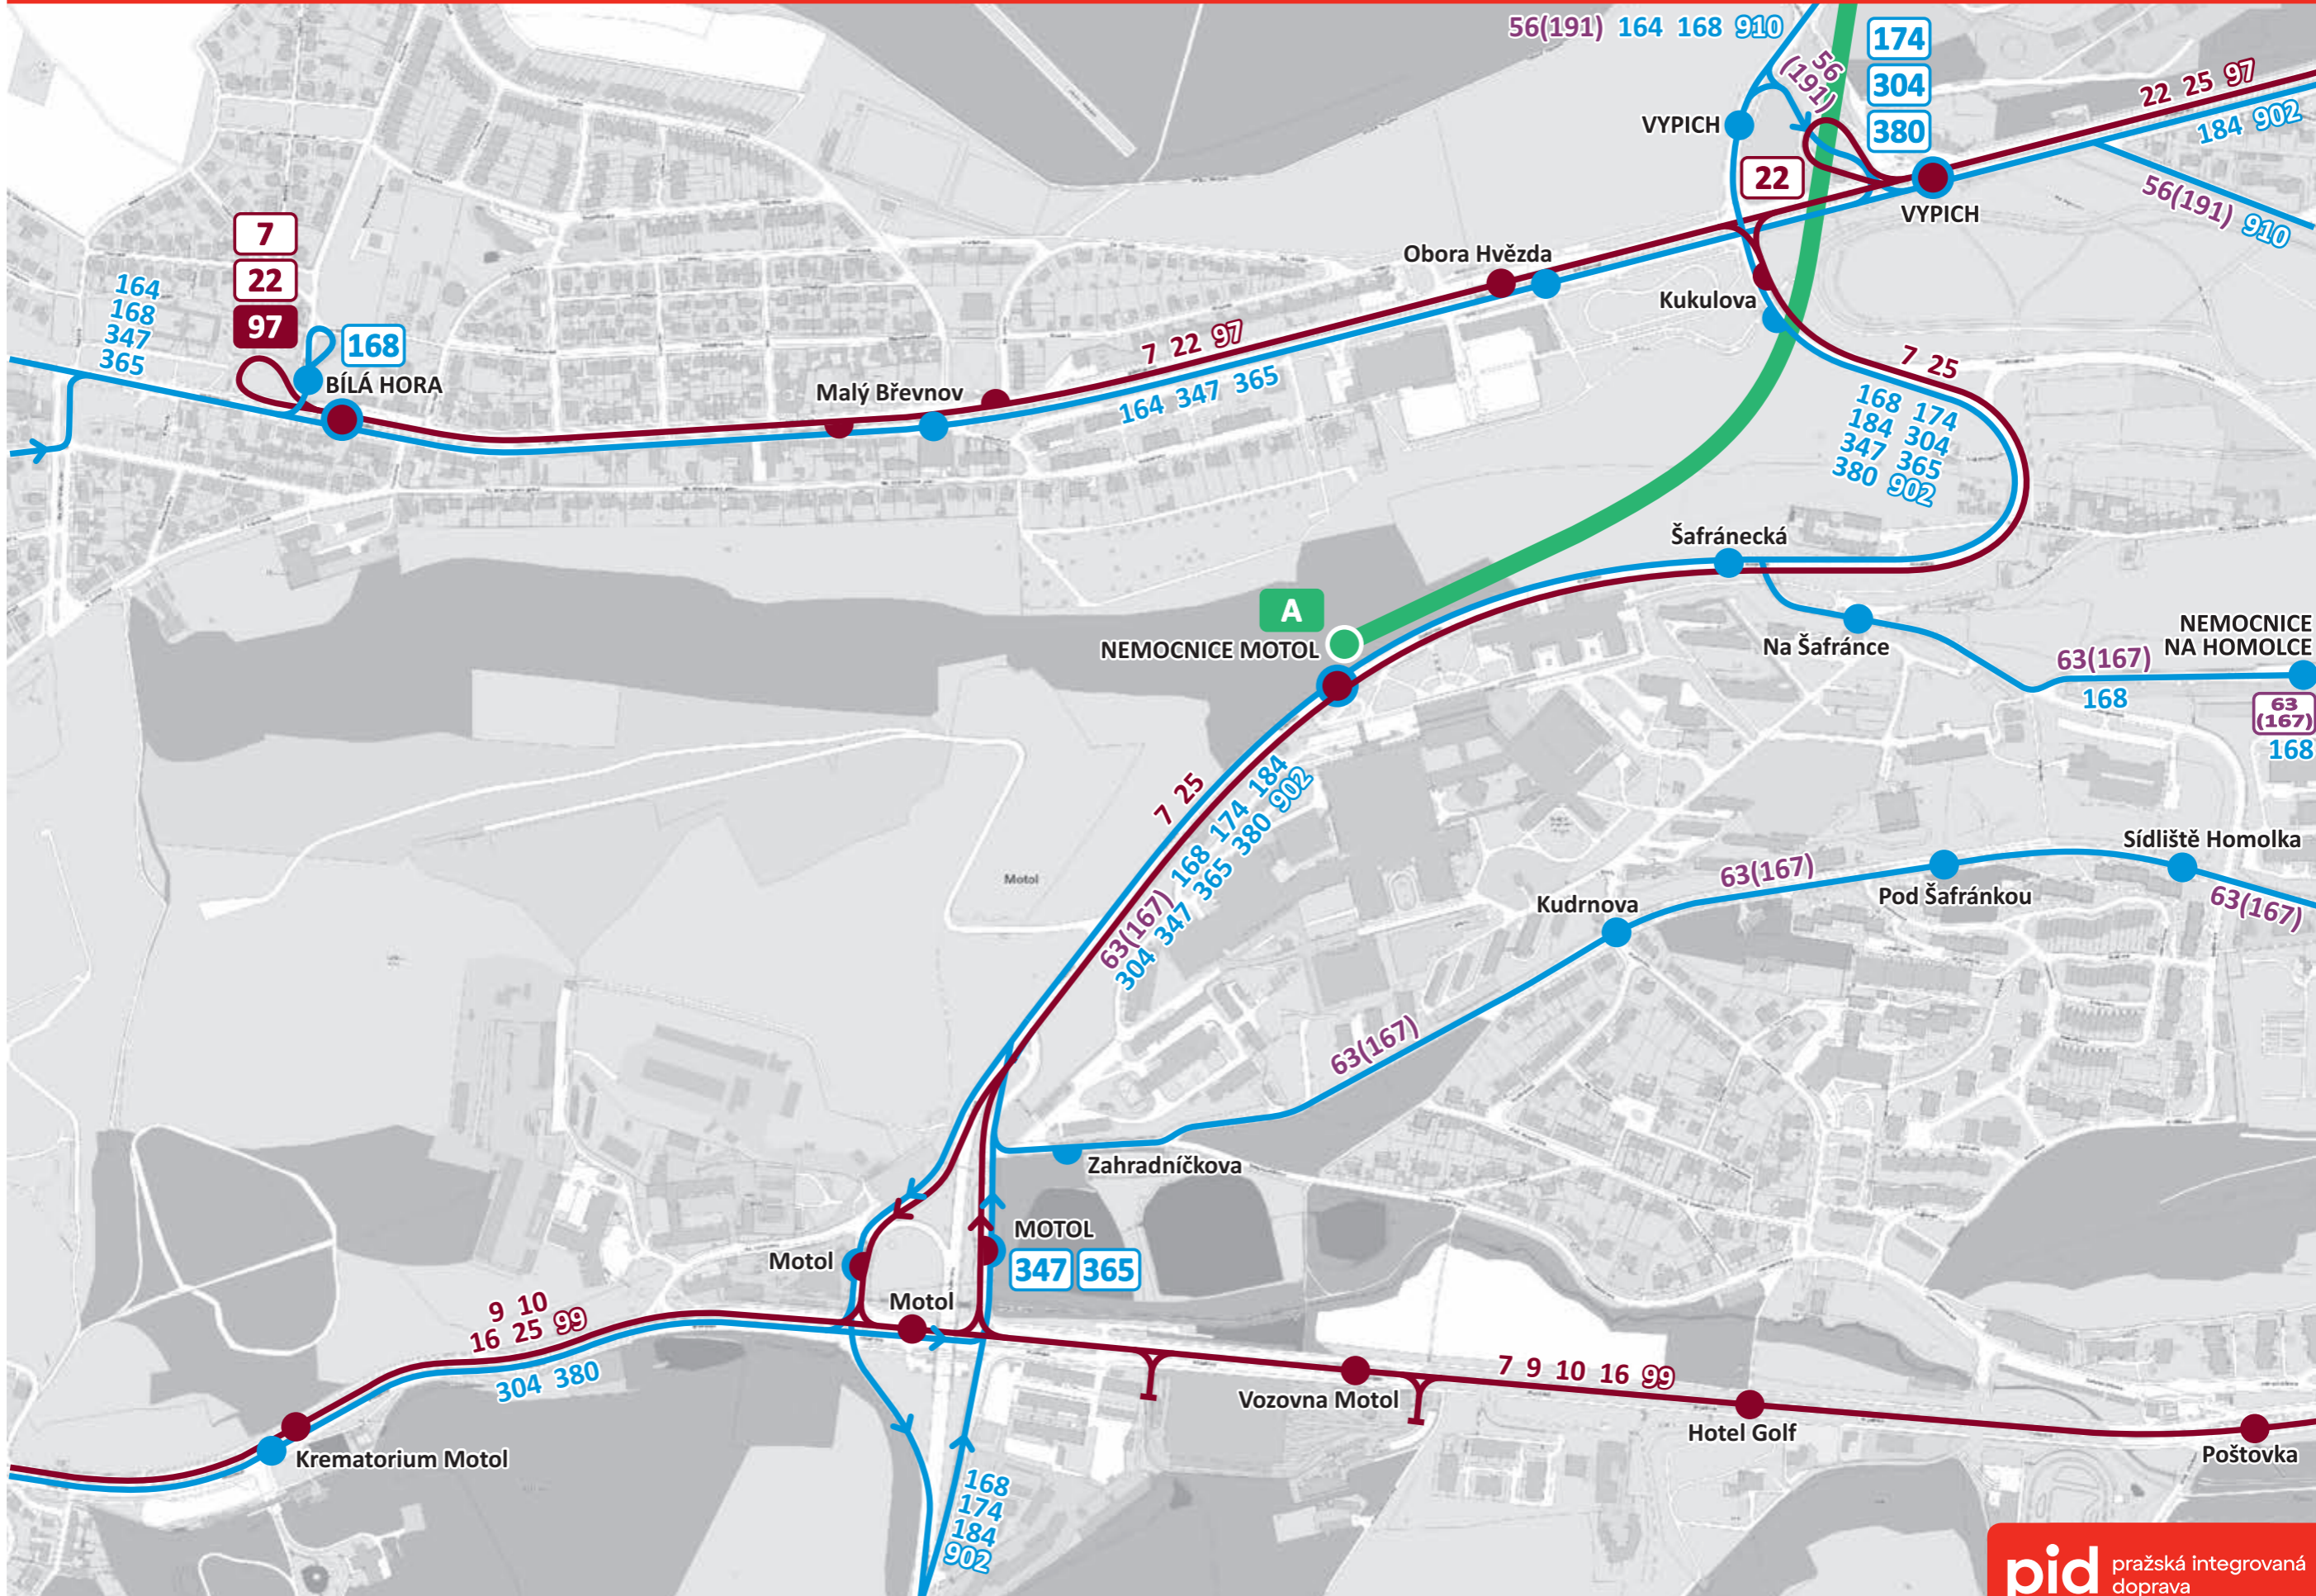 56(191) 164 168 910
174
304
380
56
(191)
22 25 97
184 902
VYPICH
22
VYPICH
56(191) 910
7
22
97
168
BÍLÁ HORA
164
168
347
365
Obora Hvězda
Kukulova
Malý Břevnov
7 22 97
164 347 365
7 25
168 174
184 304
347 365
380 902
Šafránecká
A
NEMOCNICE MOTOL
Na Šafránce
NEMOCNICE
NA HOMOLCE
63(167)
168
63
(167)
168
7 25
63(167) 168 174 184
304 347 365 380 902
Motol
Sídliště Homolka
63(167)
Pod Šafránkou
63(167)
Kudrnova
63(167)
Zahradníčkova
MOTOL
347 365
Motol
Motol
9 10
16 25 99
304 380
Vozovna Motol
7 9 10 16 99
Hotel Golf
Poštovka
Krematorium Motol
168
174
184
902
pid pražská integrovaná
doprava